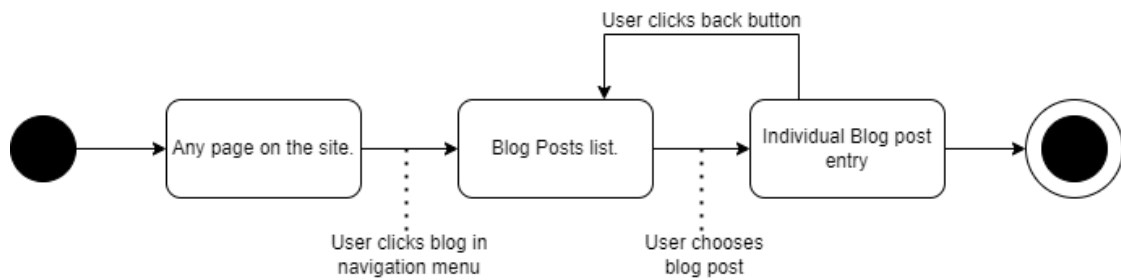 User clicks back button
Any page on the site.
Blog Posts list.
Individual Blog post
entry
User clicks blog in
navigation menu
User chooses
blog post